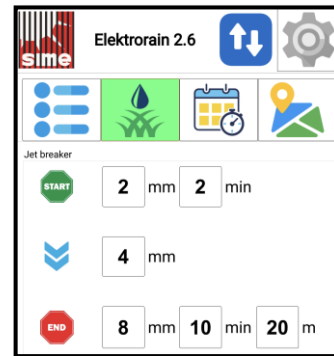 sime
Elektrorain 2.6
Jet breaker
START 2 mm 2 min
4 mm
END 8 mm 10 min 20 m